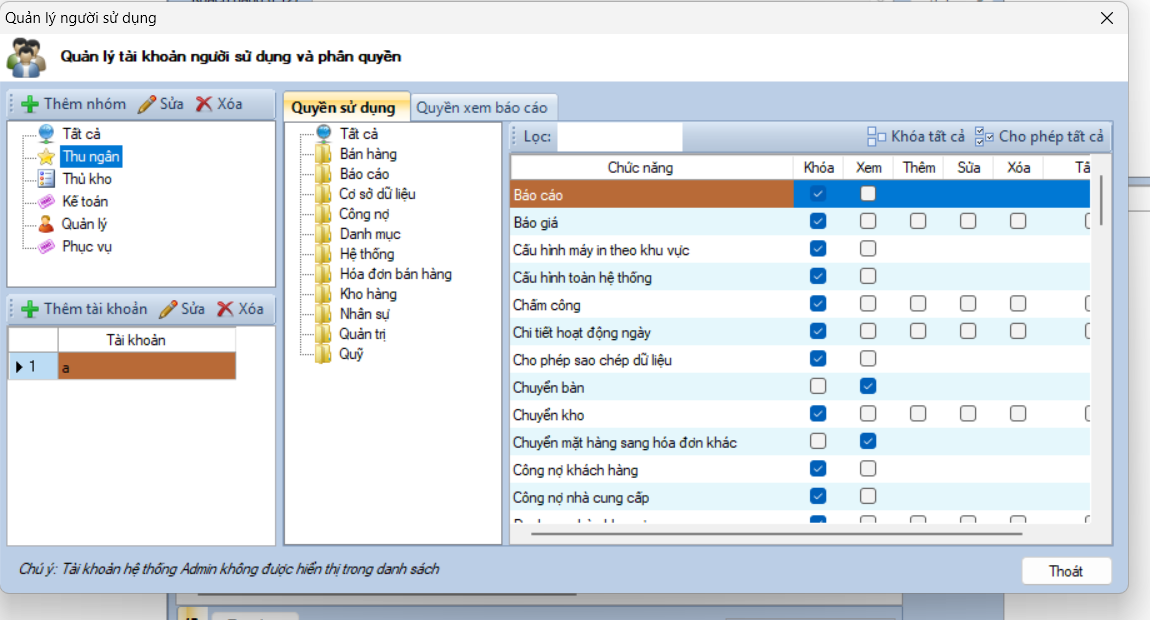 Quản lý người sử dụng
Quản lý tài khoản người sử dụng và phân quyền
Thêm nhóm Sửa Xóa
Tất cả
Thu ngân
Thủ kho
Kế toán
Quản lý
Phục vụ
Thêm tài khoản Sửa Xóa
Tài khoản
1 a
Quyền sử dụng Quyền xem báo cáo
Tất cả
Bán hàng
Báo cáo
Cơ sở dữ liệu
Công nợ
Danh mục
Hệ thống
Hóa đơn bán hàng
Kho hàng
Nhân sự
Quản trị
Quỹ
Lọc: Khóa tất cả Cho phép tất cả
Chức năng Khóa Xem Thêm Sửa Xóa
Báo cáo
Báo giá
Cấu hình máy in theo khu vực
Cấu hình toàn hệ thống
Chấm công
Chi tiết hoạt động ngày
Cho phép sao chép dữ liệu
Chuyển bàn
Chuyển kho
Chuyển mặt hàng sang hóa đơn khác
Công nợ khách hàng
Công nợ nhà cung cấp
Chú ý: Tài khoản hệ thống Admin không được hiển thị trong danh sách
Thoát